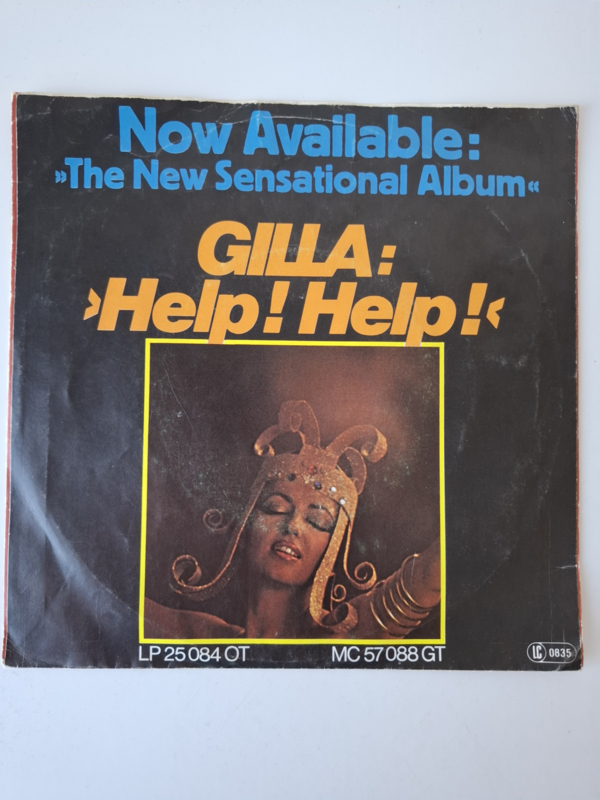 Now Available:
»The New Sensational Album«
GILLA:
›Help! Help!‹
LP 25 084 OT
MC 57 088 GT
LC 0835